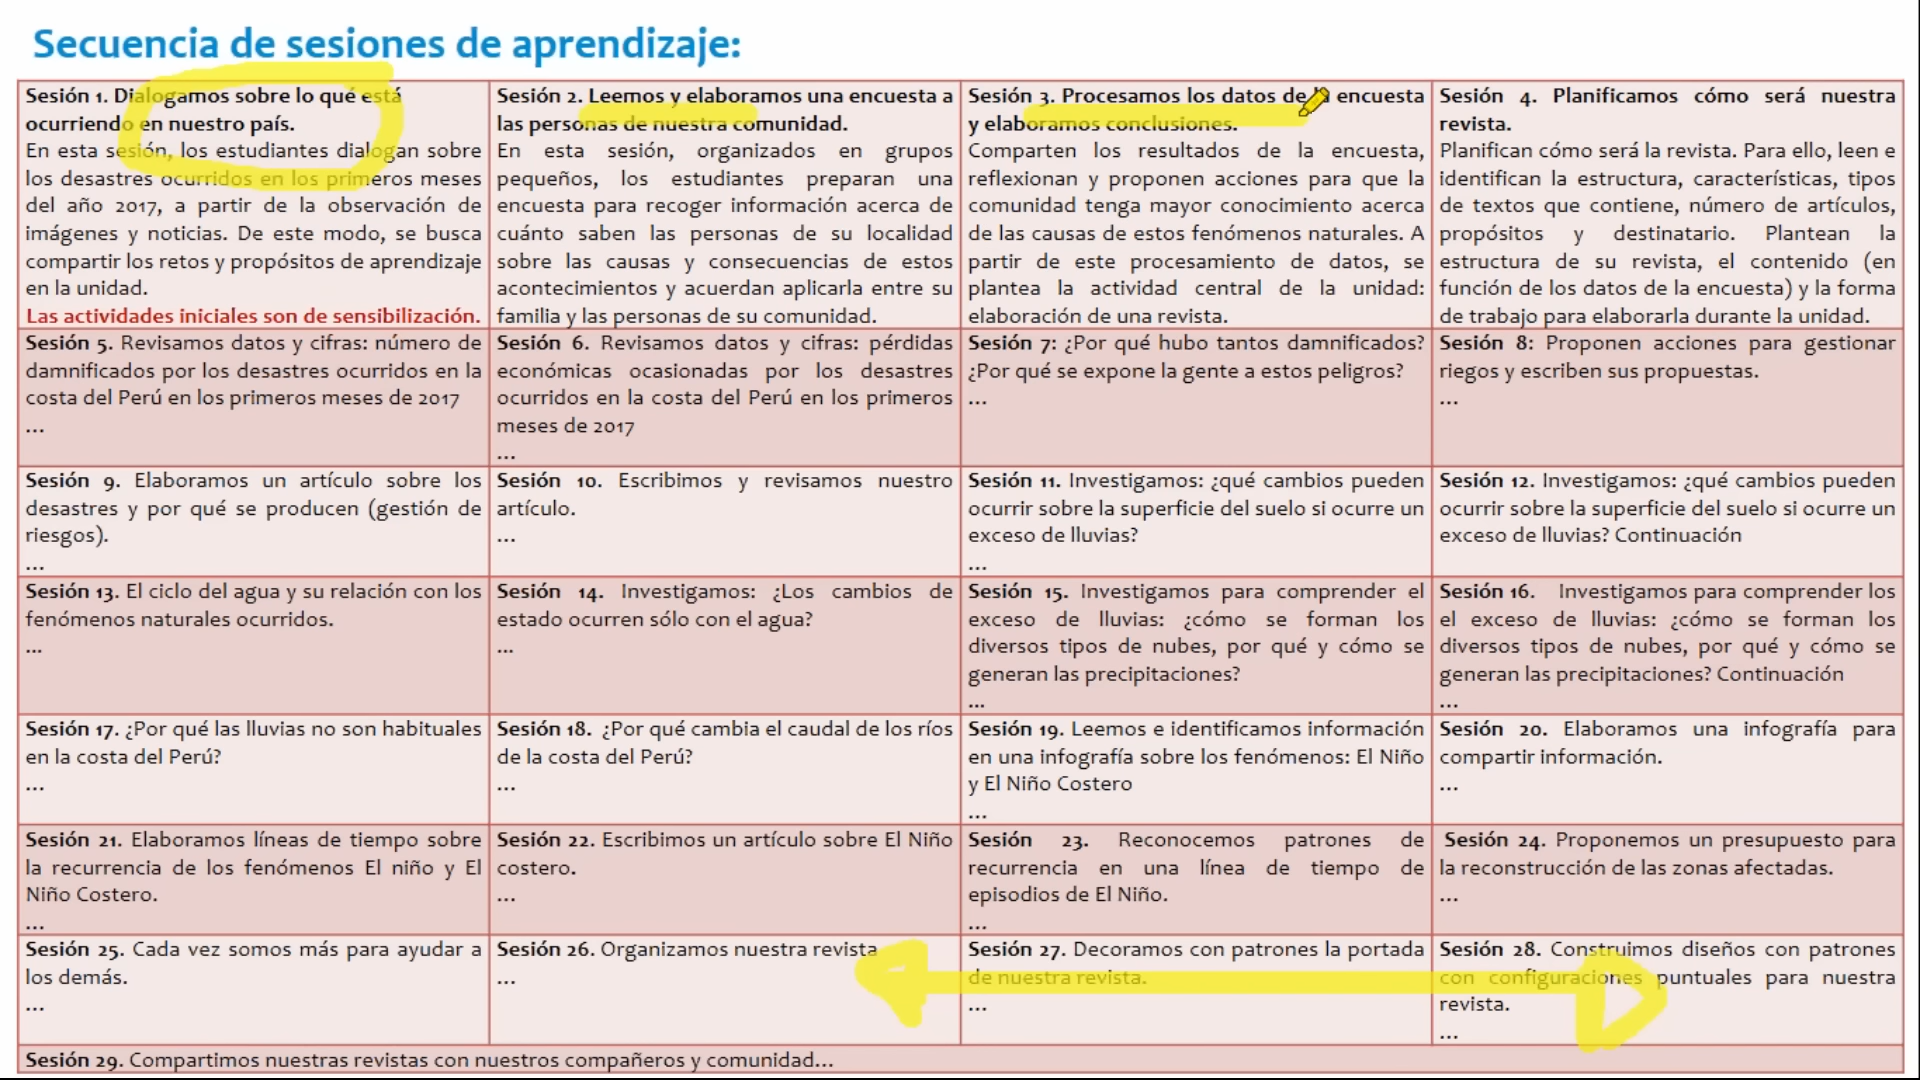 Secuencia de sesiones de aprendizaje:
Sesión 1. Dialogamos sobre lo qué está
ocurriendo en nuestro país.
En esta sesión, los estudiantes dialogan sobre
los desastres ocurridos en los primeros meses
del año 2017, a partir de la observación de
imágenes y noticias. De este modo, se busca
compartir los retos y propósitos de aprendizaje
en la unidad.
Las actividades iniciales son de sensibilización.
Sesión 2. Leemos y elaboramos una encuesta a
las personas de nuestra comunidad.
En esta sesión, organizados en grupos
pequeños, los estudiantes preparan una
encuesta para recoger información acerca de
cuánto saben las personas de su localidad
sobre las causas y consecuencias de estos
acontecimientos y acuerdan aplicarla entre su
familia y las personas de su comunidad.
Sesión 3. Procesamos los datos de la encuesta
y elaboramos conclusiones.
Comparten los resultados de la encuesta,
reflexionan y proponen acciones para que la
comunidad tenga mayor conocimiento acerca
de las causas de estos fenómenos naturales. A
partir de este procesamiento de datos, se
plantea la actividad central de la unidad:
elaboración de una revista.
Sesión 4. Planificamos cómo será nuestra
revista.
Planifican cómo será la revista. Para ello, leen e
identifican la estructura, características, tipos
de textos que contiene, número de artículos,
propósitos y destinatario. Plantean la
estructura de su revista, el contenido (en
función de los datos de la encuesta) y la forma
de trabajo para elaborarla durante la unidad.
Sesión 5. Revisamos datos y cifras: número de
damnificados por los desastres ocurridos en la
costa del Perú en los primeros meses de 2017
...
Sesión 6. Revisamos datos y cifras: pérdidas
económicas ocasionadas por los desastres
ocurridos en la costa del Perú en los primeros
meses de 2017
...
Sesión 7: ¿Por qué hubo tantos damnificados?
¿Por qué se expone la gente a estos peligros?
...
Sesión 8: Proponen acciones para gestionar
riegos y escriben sus propuestas.
...
Sesión 9. Elaboramos un artículo sobre los
desastres y por qué se producen (gestión de
riesgos).
...
Sesión 10. Escribimos y revisamos nuestro
artículo.
...
Sesión 11. Investigamos: ¿qué cambios pueden
ocurrir sobre la superficie del suelo si ocurre un
exceso de lluvias?
...
Sesión 12. Investigamos: ¿qué cambios pueden
ocurrir sobre la superficie del suelo si ocurre un
exceso de lluvias? Continuación
Sesión 13. El ciclo del agua y su relación con los
fenómenos naturales ocurridos.
...
Sesión 14. Investigamos: ¿Los cambios de
estado ocurren sólo con el agua?
...
Sesión 15. Investigamos para comprender el
exceso de lluvias: ¿cómo se forman los
diversos tipos de nubes, por qué y cómo se
generan las precipitaciones?
...
Sesión 16. Investigamos para comprender los
el exceso de lluvias: ¿cómo se forman los
diversos tipos de nubes, por qué y cómo se
generan las precipitaciones? Continuación
...
Sesión 17. ¿Por qué las lluvias no son habituales
en la costa del Perú?
...
Sesión 18. ¿Por qué cambia el caudal de los ríos
de la costa del Perú?
...
Sesión 19. Leemos e identificamos información
en una infografía sobre los fenómenos: El Niño
y El Niño Costero
...
Sesión 20. Elaboramos una infografía para
compartir información.
...
Sesión 21. Elaboramos líneas de tiempo sobre
la recurrencia de los fenómenos El niño y El
Niño Costero.
...
Sesión 22. Escribimos un artículo sobre El Niño
costero.
...
Sesión 23. Reconocemos patrones de
recurrencia en una línea de tiempo de
episodios de El Niño.
...
Sesión 24. Proponemos un presupuesto para
la reconstrucción de las zonas afectadas.
...
Sesión 25. Cada vez somos más para ayudar a
los demás.
...
Sesión 26. Organizamos nuestra revista
...
Sesión 27. Decoramos con patrones la portada
de nuestra revista.
...
Sesión 28. Construimos diseños con patrones
con configuraciones puntuales para nuestra
revista.
...
Sesión 29. Compartimos nuestras revistas con nuestros compañeros y comunidad...